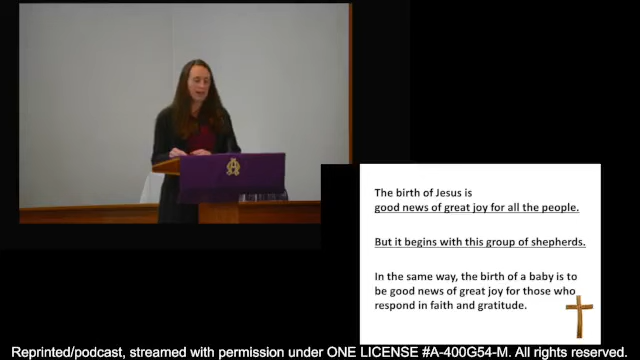 The birth of Jesus is
good news of great joy for all the people.
But it begins with this group of shepherds.
In the same way, the birth of a baby is to
be good news of great joy for those who
respond in faith and gratitude.
Reprinted/podcast, streamed with permission under ONE LICENSE #A-400G54-M. All rights reserved.